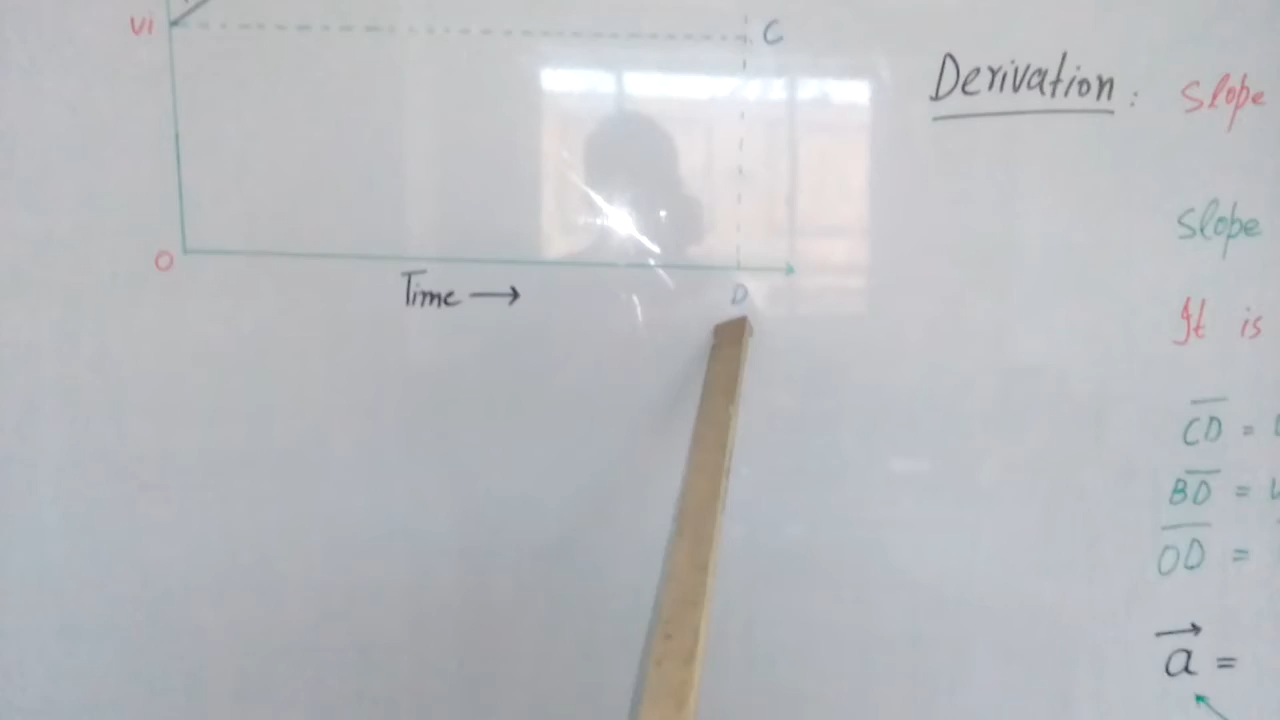 Vi
C
O
Time →
D
Derivation : Slope
Slope
It is
CD =
BD =
OD =
a =